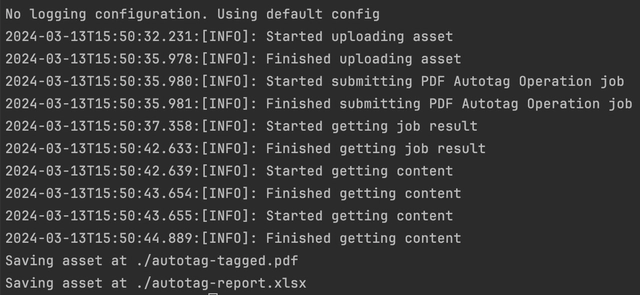 No logging configuration. Using default config
2024-03-13T15:50:32.231:[INFO]: Started uploading asset
2024-03-13T15:50:35.978:[INFO]: Finished uploading asset
2024-03-13T15:50:35.980:[INFO]: Started submitting PDF Autotag Operation job
2024-03-13T15:50:35.981:[INFO]: Finished submitting PDF Autotag Operation job
2024-03-13T15:50:37.358:[INFO]: Started getting job result
2024-03-13T15:50:42.633:[INFO]: Finished getting job result
2024-03-13T15:50:42.639:[INFO]: Started getting content
2024-03-13T15:50:43.654:[INFO]: Finished getting content
2024-03-13T15:50:43.655:[INFO]: Started getting content
2024-03-13T15:50:44.889:[INFO]: Finished getting content
Saving asset at ./autotag-tagged.pdf
Saving asset at ./autotag-report.xlsx